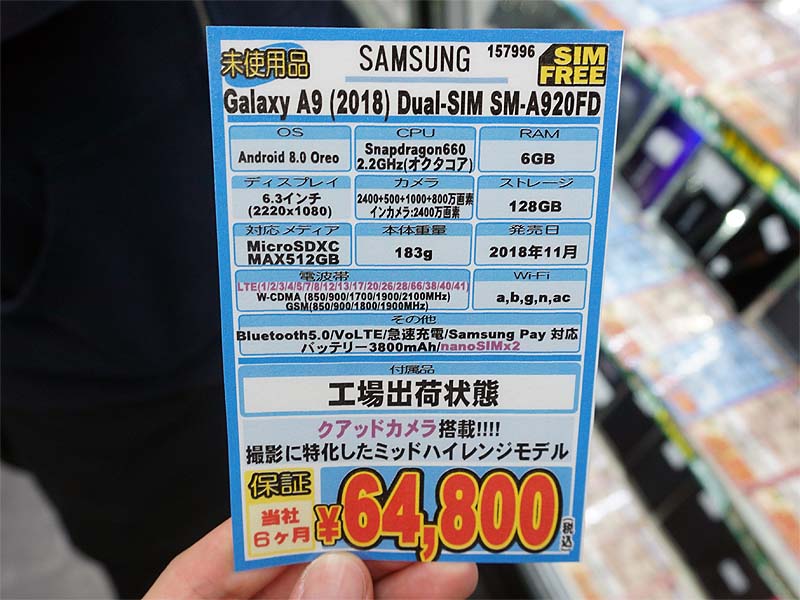 未使用品
SAMSUNG
157996
SIM
FREE
Galaxy A9 (2018) Dual-SIM SM-A920FD
OS
CPU
RAM
Android 8.0 Oreo
Snapdragon660
2.2GHz(オクタコア)
6GB
ディスプレイ
カメラ
ストレージ
6.3インチ
(2220x1080)
2400+500+1000+800万画素
インカメラ:2400万画素
128GB
対応メディア
本体重量
発売日
MicroSDXC
MAX512GB
183g
2018年11月
電波帯
Wi-Fi
LTE(1/2/3/4/5/7/8/12/13/17/20/26/28/66/38/40/41)
W-CDMA (850/900/1700/1900/2100MHz)
GSM(850/900/1800/1900MHz)
a,b,g,n,ac
その他
Bluetooth5.0/VoLTE/急速充電/Samsung Pay 対応
バッテリー3800mAh/nanoSIMx2
付属品
工場出荷状態
クアッドカメラ搭載!!!!
撮影に特化したミッドハイレンジモデル
保証
当社
6ヶ月
¥64,800
(税込)